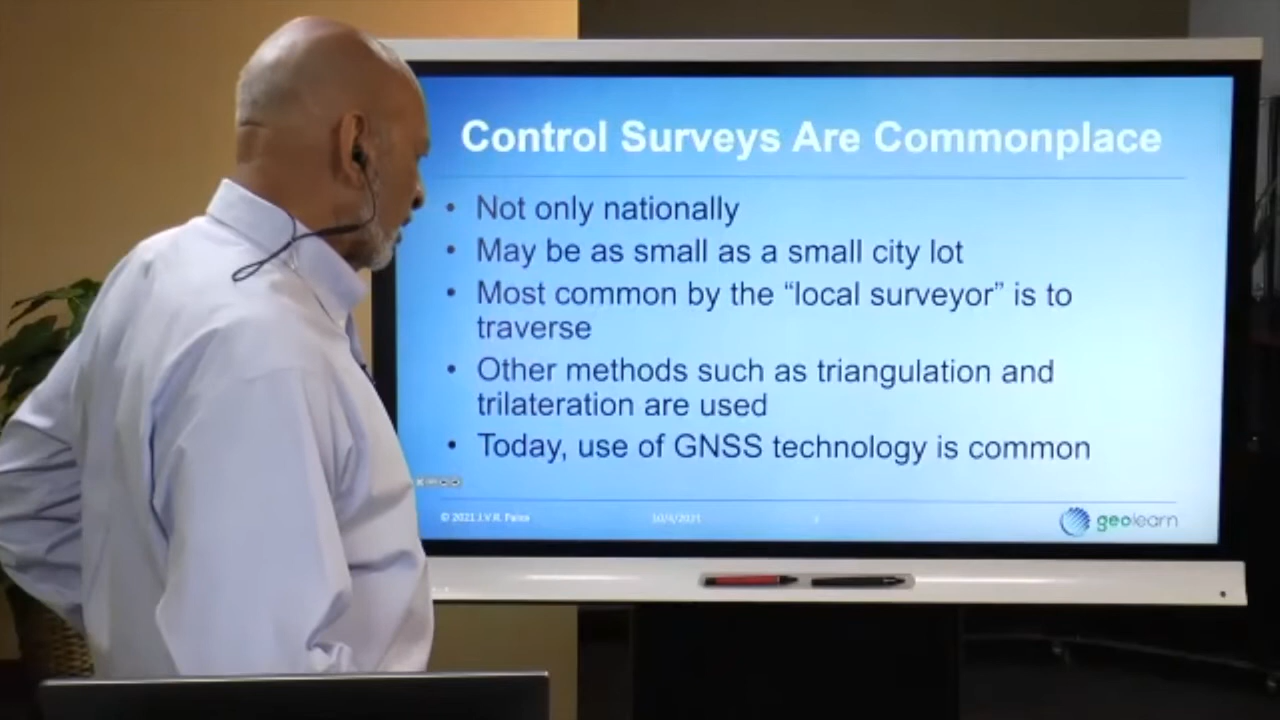 Control Surveys Are Commonplace
• Not only nationally
• May be as small as a small city lot
• Most common by the “local surveyor” is to
traverse
• Other methods such as triangulation and
trilateration are used
• Today, use of GNSS technology is common
© 2021 J.V.R. Paiva
10/4/2021
geolearn